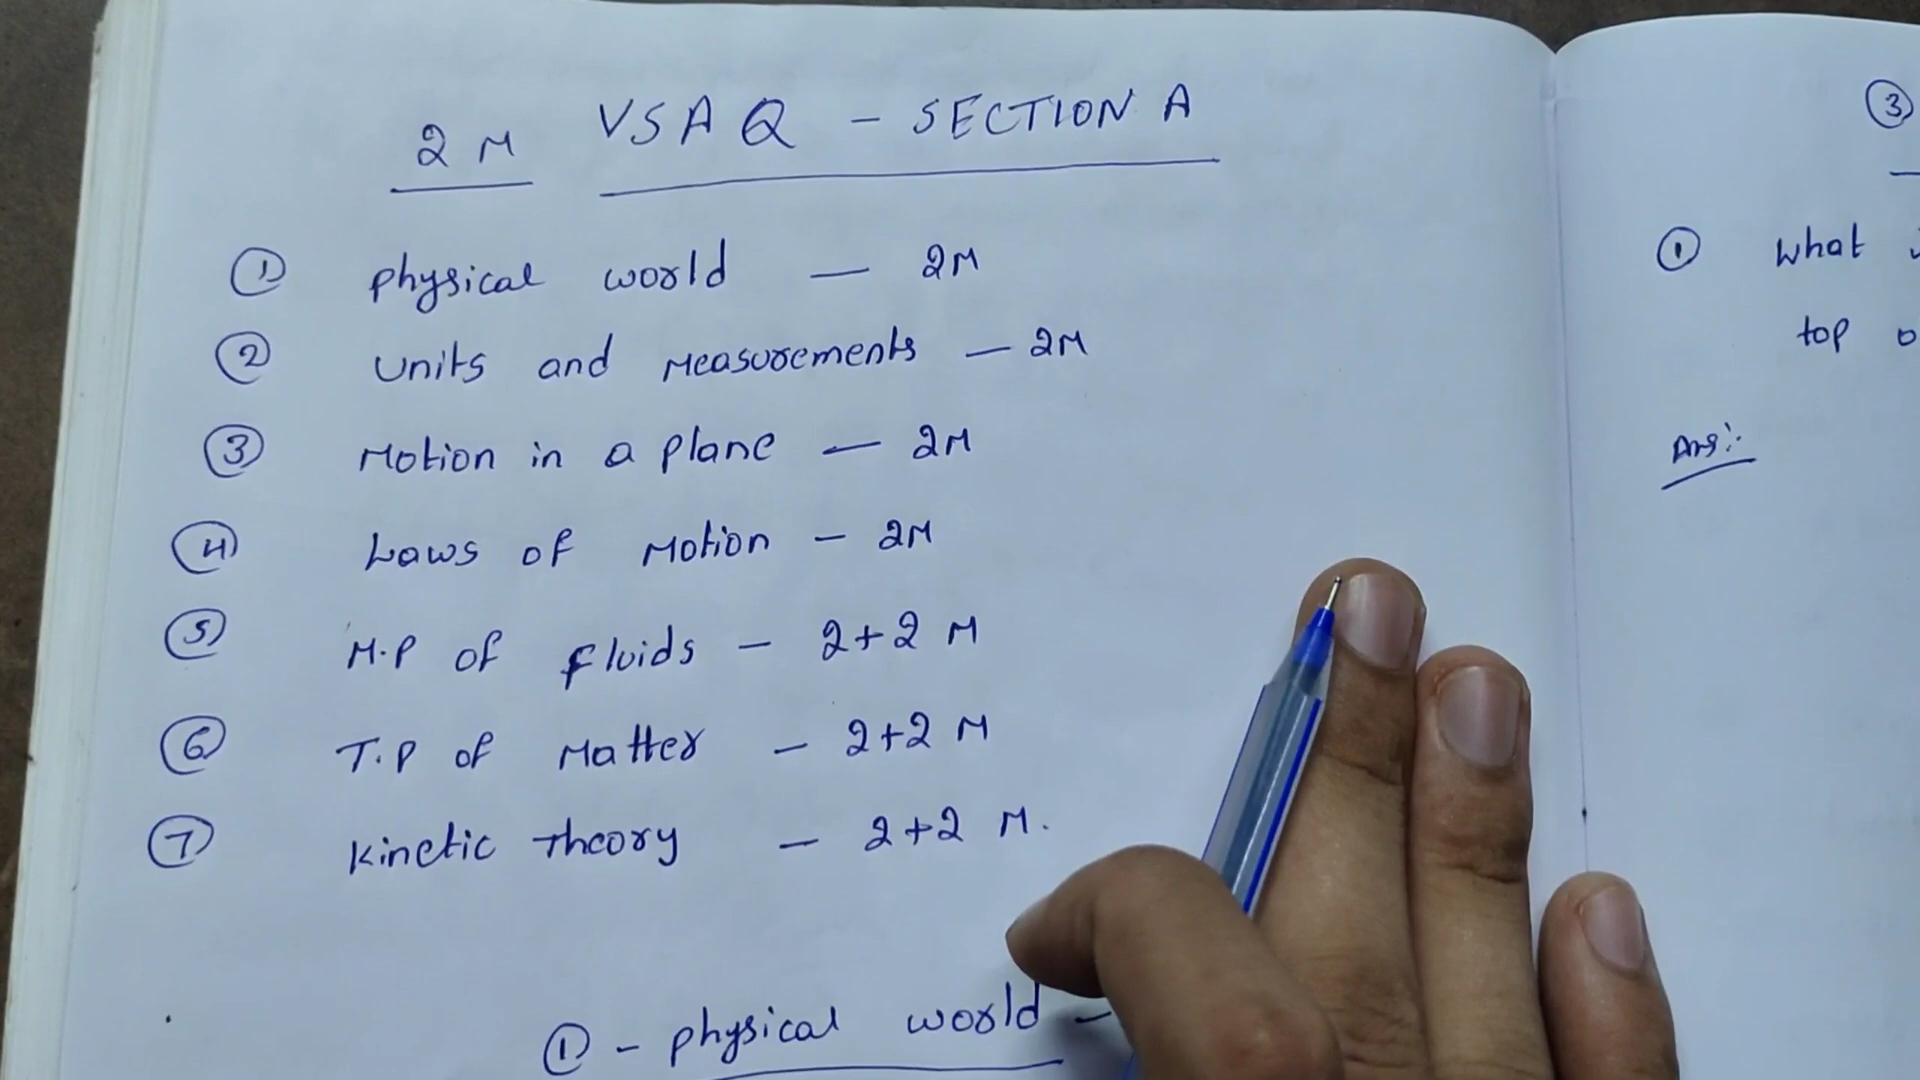 2 M VSAQ - SECTION A
① Physical world — 2M
② Units and Measurements — 2M
③ Motion in a plane — 2M
④ Laws of Motion - 2M
⑤ M.P of Fluids - 2+2 M
⑥ T.P of Matter - 2+2 M
⑦ Kinetic Theory - 2+2 M.
① - Physical world -
③
① What
top
Ans:-